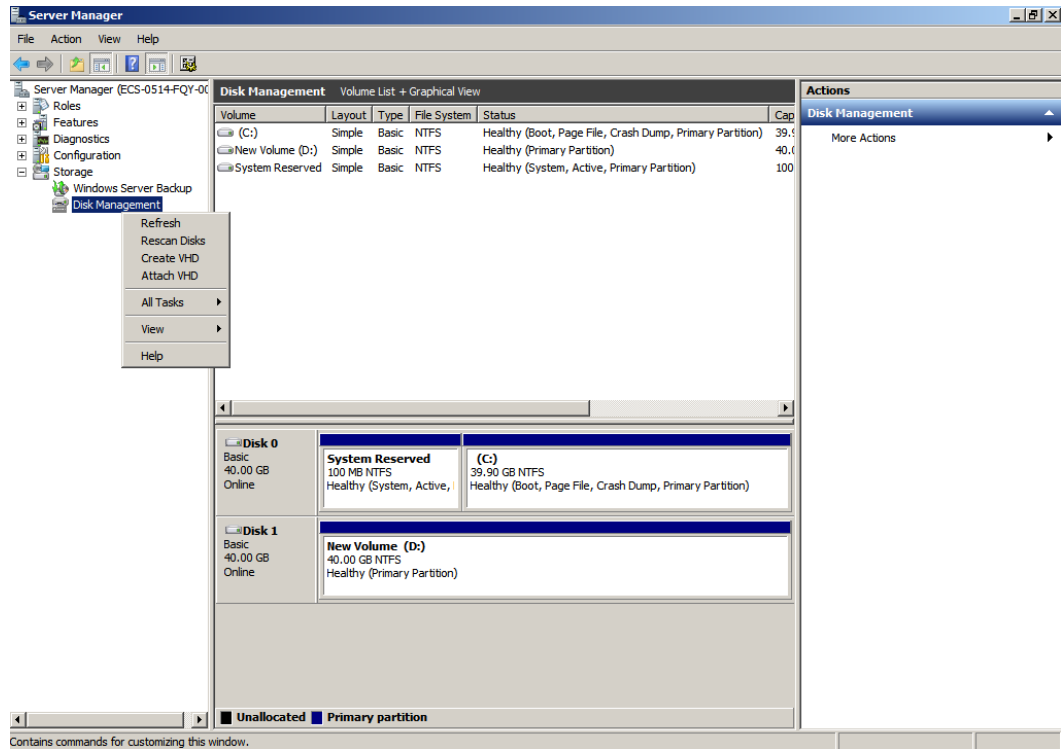 Server Manager
File Action View Help
Server Manager (ECS-0514-FQY-00
Roles
Features
Diagnostics
Configuration
Storage
Windows Server Backup
Disk Management
Refresh
Rescan Disks
Create VHD
Attach VHD
All Tasks
View
Help
Disk Management Volume List + Graphical View
Volume Layout Type File System Status Cap
(C:) Simple Basic NTFS Healthy (Boot, Page File, Crash Dump, Primary Partition) 39.9
New Volume (D:) Simple Basic NTFS Healthy (Primary Partition) 40.0
System Reserved Simple Basic NTFS Healthy (System, Active, Primary Partition) 100
Disk 0
Basic
40.00 GB
Online
System Reserved
100 MB NTFS
Healthy (System, Active,
(C:)
39.90 GB NTFS
Healthy (Boot, Page File, Crash Dump, Primary Partition)
Disk 1
Basic
40.00 GB
Online
New Volume (D:)
40.00 GB NTFS
Healthy (Primary Partition)
Unallocated Primary partition
Actions
Disk Management
More Actions
Contains commands for customizing this window.